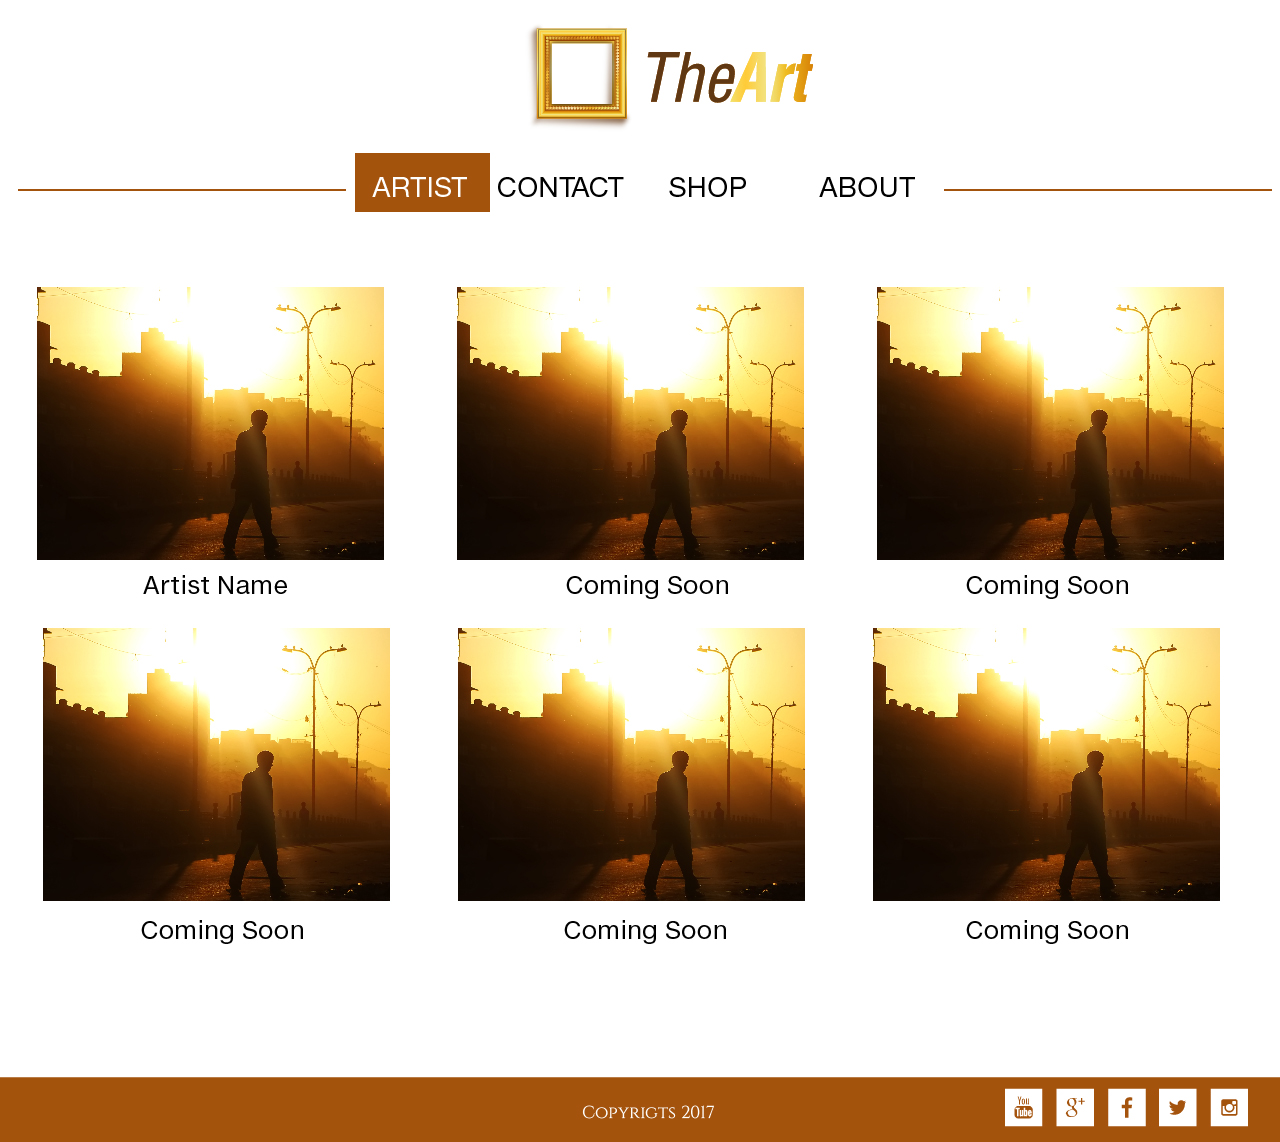 TheArt
ARTIST CONTACT SHOP ABOUT
Artist Name Coming Soon Coming Soon
Coming Soon Coming Soon Coming Soon
Copyrigts 2017 You Tube g+ f